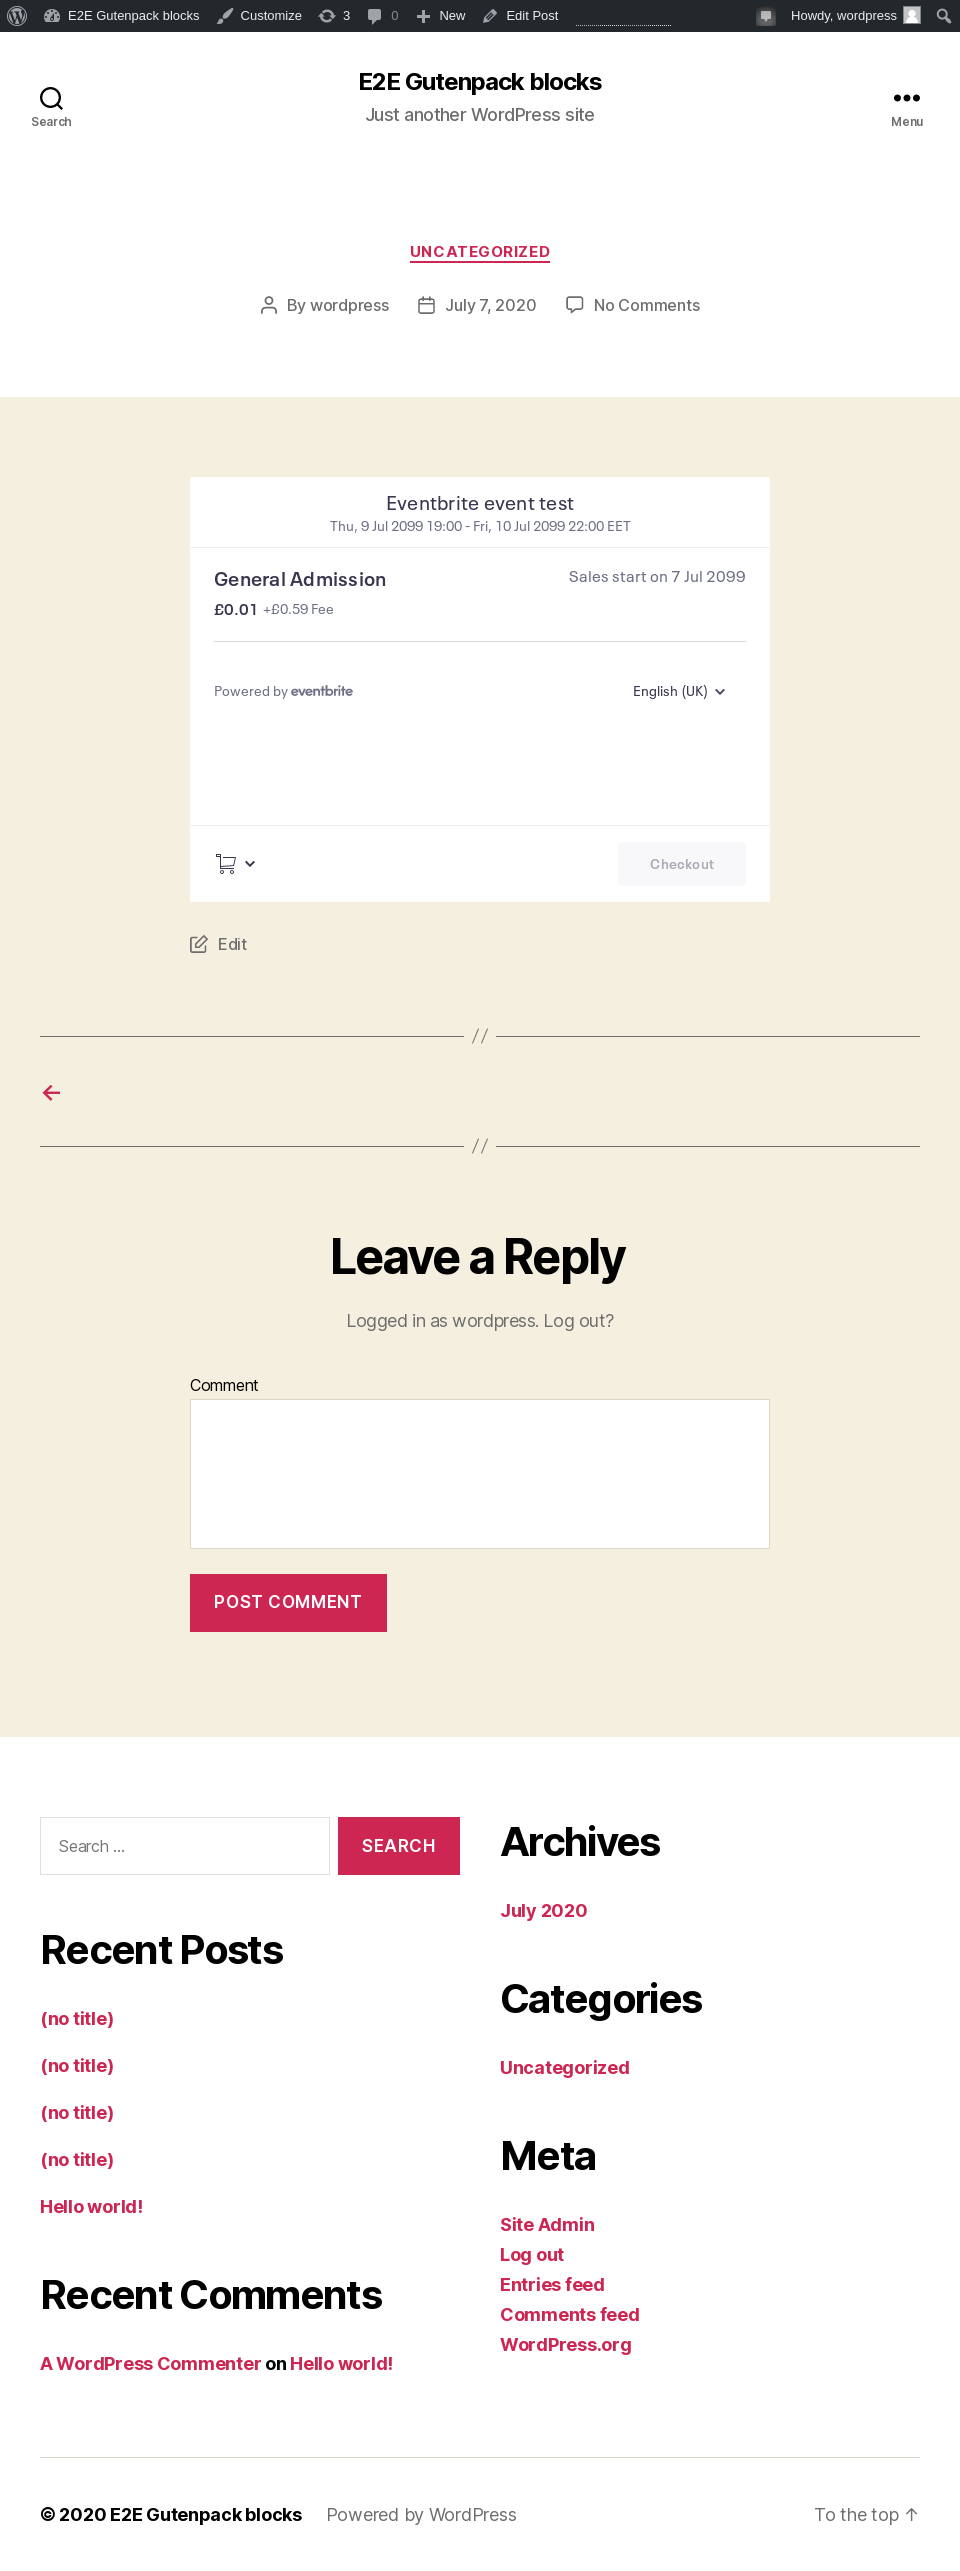 E2E Gutenpack blocks Customize 3 0 New Edit Post Howdy, wordpress
E2E Gutenpack blocks
Just another WordPress site
Search
Menu
UNCATEGORIZED
By wordpress July 7, 2020 No Comments
Eventbrite event test
Thu, 9 Jul 2099 19:00 - Fri, 10 Jul 2099 22:00 EET
General Admission Sales start on 7 Jul 2099
£0.01 +£0.59 Fee
Powered by eventbrite English (UK)
Checkout
Edit
//
←
//
Leave a Reply
Logged in as wordpress. Log out?
Comment
POST COMMENT
Search …
SEARCH
Recent Posts
(no title)
(no title)
(no title)
(no title)
Hello world!
Recent Comments
A WordPress Commenter on Hello world!
Archives
July 2020
Categories
Uncategorized
Meta
Site Admin
Log out
Entries feed
Comments feed
WordPress.org
© 2020 E2E Gutenpack blocks Powered by WordPress To the top ↑